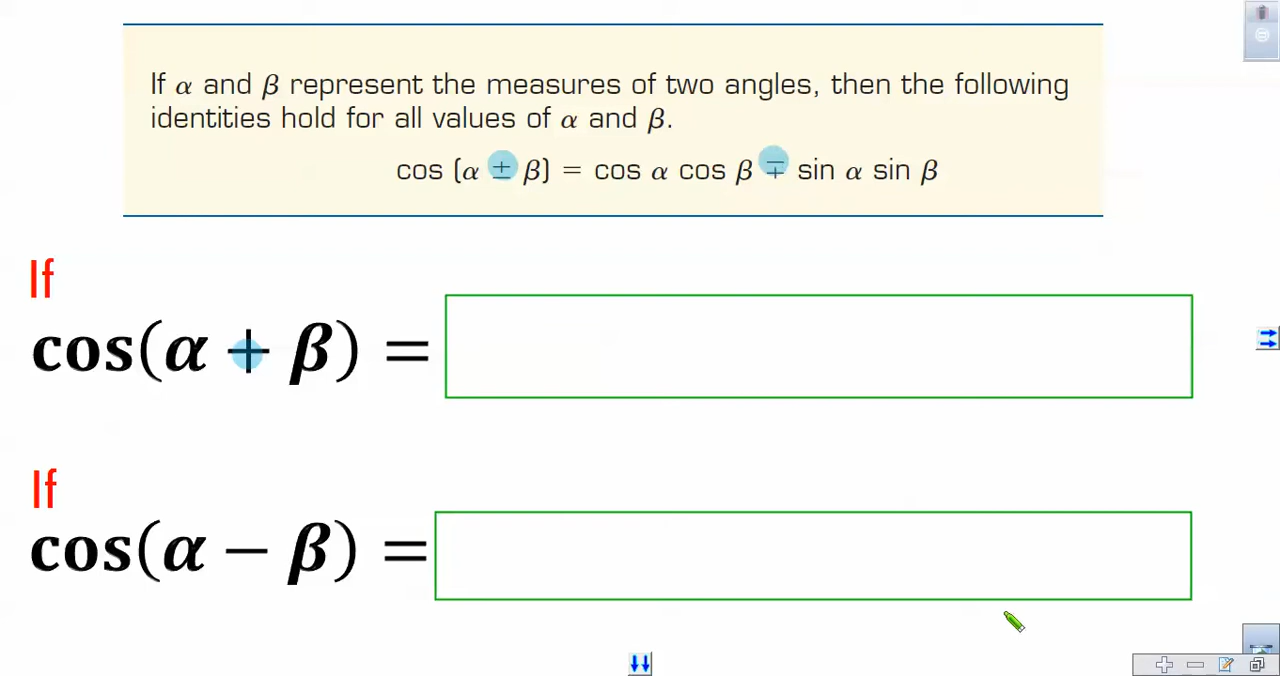 If α and β represent the measures of two angles, then the following
identities hold for all values of α and β.
cos (α ± β) = cos α cos β ∓ sin α sin β
If
cos(α + β) =
If
cos(α − β) =